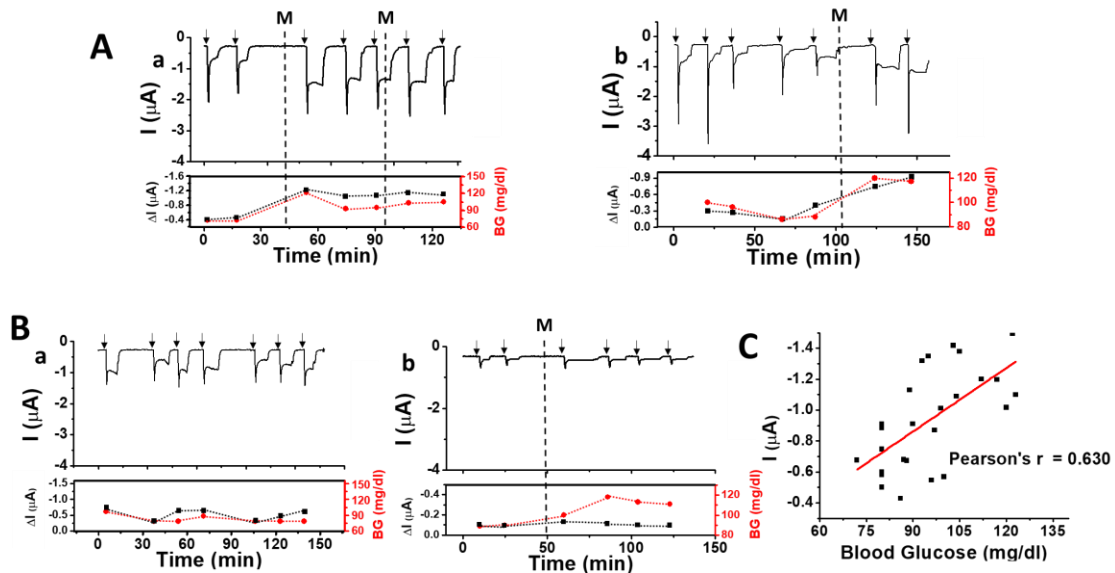 A
a
M
M
I (µA)
0
-1
-2
-3
-4
ΔI (µA)
-1.6
-1.2
-0.8
-0.4
150
120
90
60
BG (mg/dl)
0
30
60
90
120
Time (min)
b
M
I (µA)
0
-1
-2
-3
-4
ΔI (µA)
-0.9
-0.6
-0.3
0.0
120
100
80
BG (mg/dl)
0
50
100
150
Time (min)
B
a
I (µA)
0
-1
-2
-3
-4
ΔI (µA)
-1.5
-1.0
-0.5
0.0
150
120
90
60
BG (mg/dl)
0
30
60
90
120
150
Time (min)
b
M
I (µA)
0
-2
-4
ΔI (µA)
-0.4
-0.2
0.0
120
100
80
BG (mg/dl)
0
50
100
150
Time (min)
C
I (µA)
-1.4
-1.2
-1.0
-0.8
-0.6
-0.4
Pearson's r = 0.630
60
75
90
105
120
135
Blood Glucose (mg/dl)